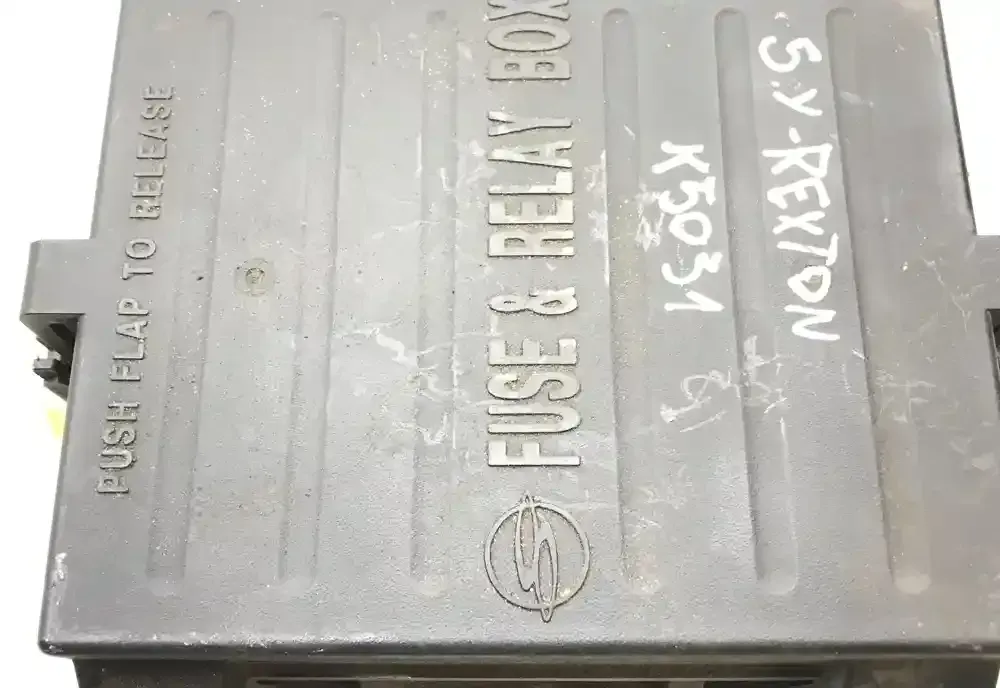 PUSH FLAP TO RELEASE
FUSE & RELAY BOX
S.Y-REXTON
K5031